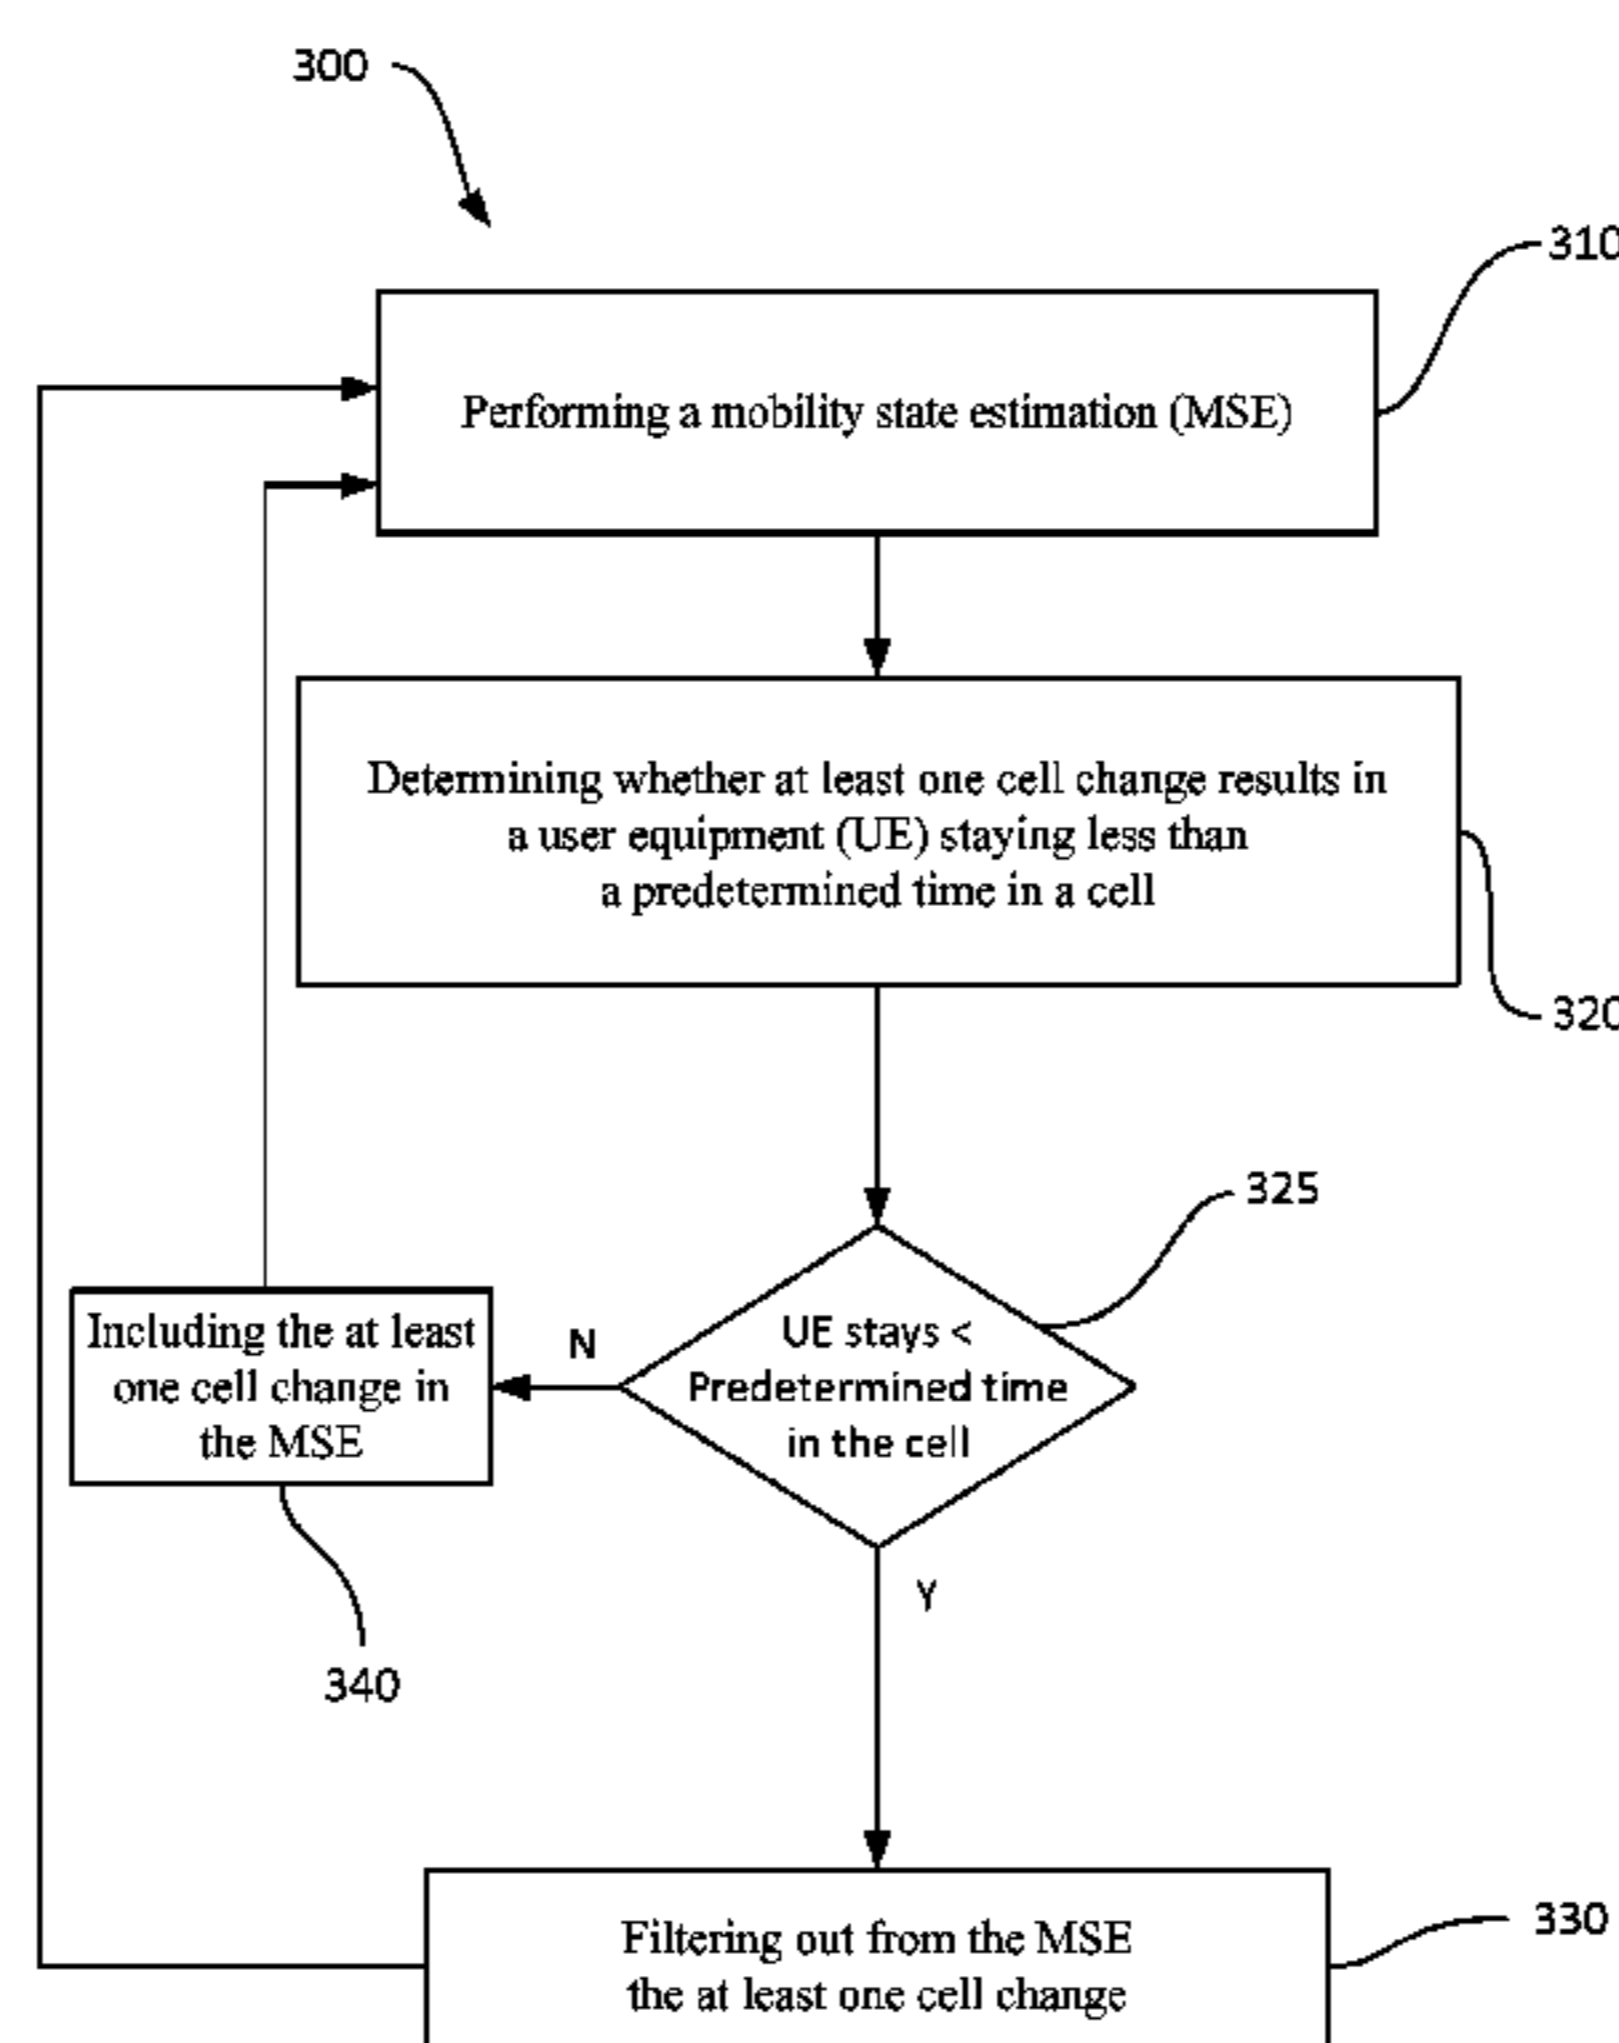 300
310
Performing a mobility state estimation (MSE)
Determining whether at least one cell change results in
a user equipment (UE) staying less than
a predetermined time in a cell
320
325
UE stays <
Predetermined time
in the cell
N
Including the at least
one cell change in
the MSE
Y
340
330
Filtering out from the MSE
the at least one cell change